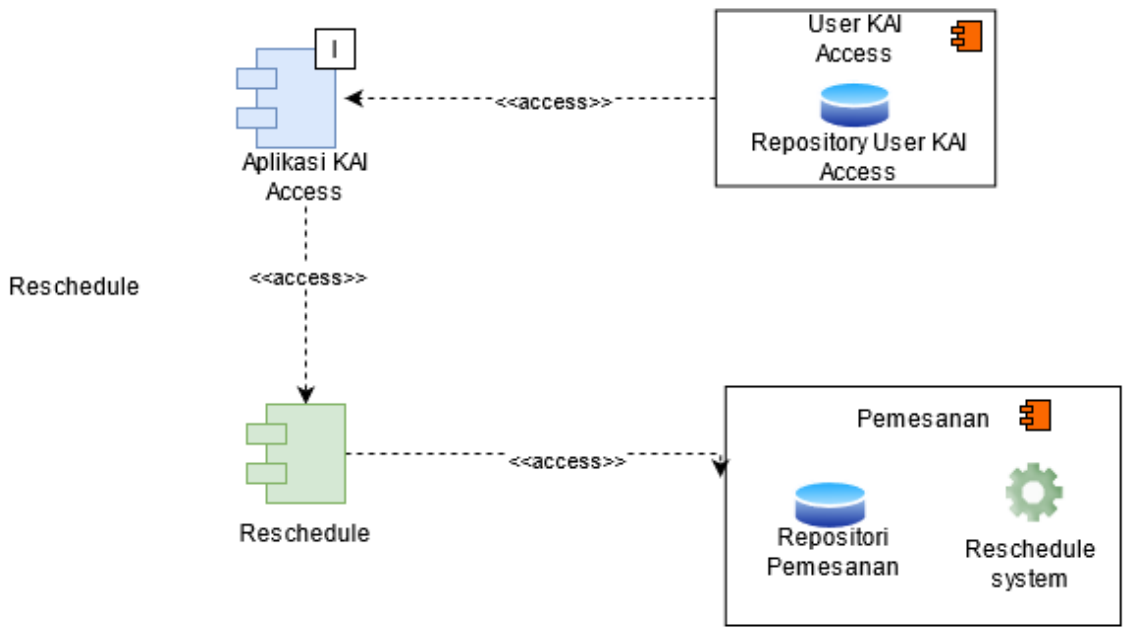 I
User KAI
Access
<<access>>
Repository User KAI
Access
Aplikasi KAI
Access
<<access>>
Reschedule
Pemesanan
<<access>>
Reschedule
Repositori
Pemesanan
Reschedule
system